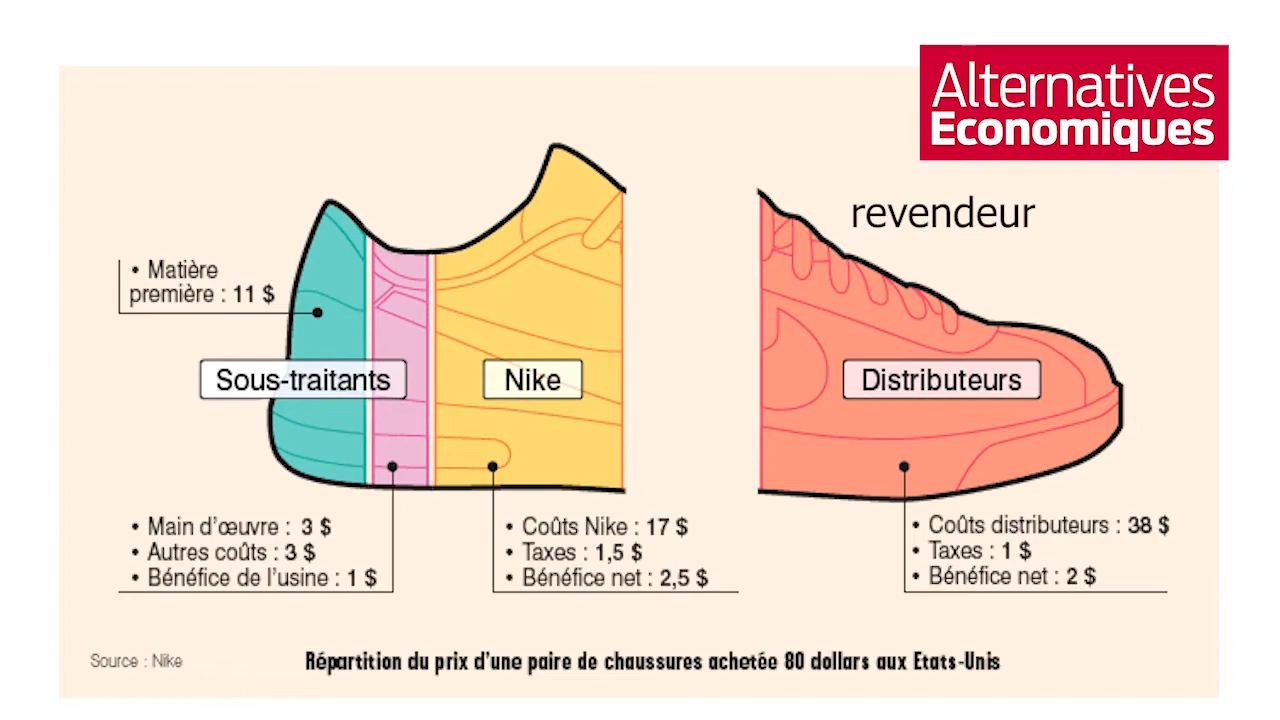 Alternatives
Economiques
revendeur
• Matière
première : 11 $
Sous-traitants
Nike
Distributeurs
• Main d'œuvre : 3 $
• Autres coûts : 3 $
• Bénéfice de l'usine : 1 $
• Coûts Nike : 17 $
• Taxes : 1,5 $
• Bénéfice net : 2,5 $
• Coûts distributeurs : 38 $
• Taxes : 1 $
• Bénéfice net : 2 $
Source : Nike
Répartition du prix d'une paire de chaussures achetée 80 dollars aux Etats-Unis